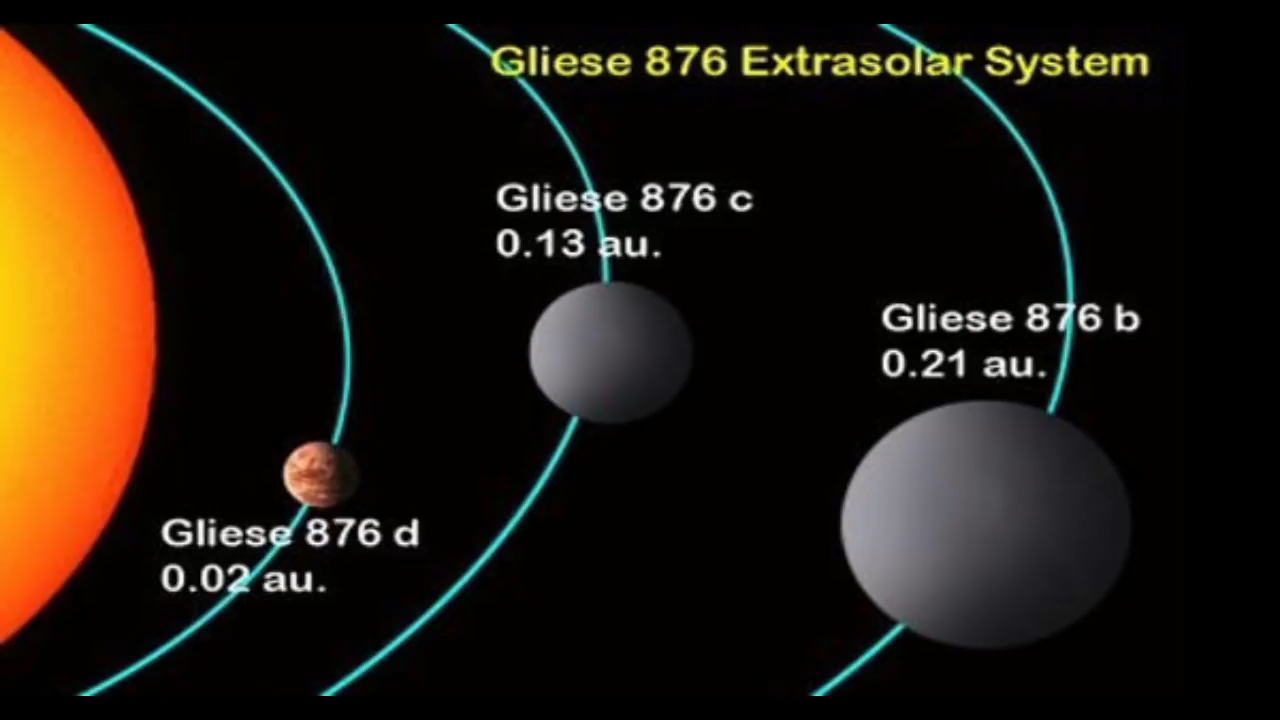 Gliese 876 Extrasolar System
Gliese 876 c
0.13 au.
Gliese 876 b
0.21 au.
Gliese 876 d
0.02 au.